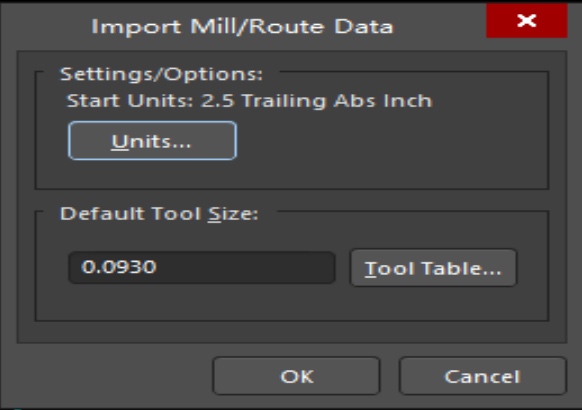 Import Mill/Route Data
Settings/Options:
Start Units: 2.5 Trailing Abs Inch
Units...
Default Tool Size:
0.0930
Tool Table...
OK
Cancel